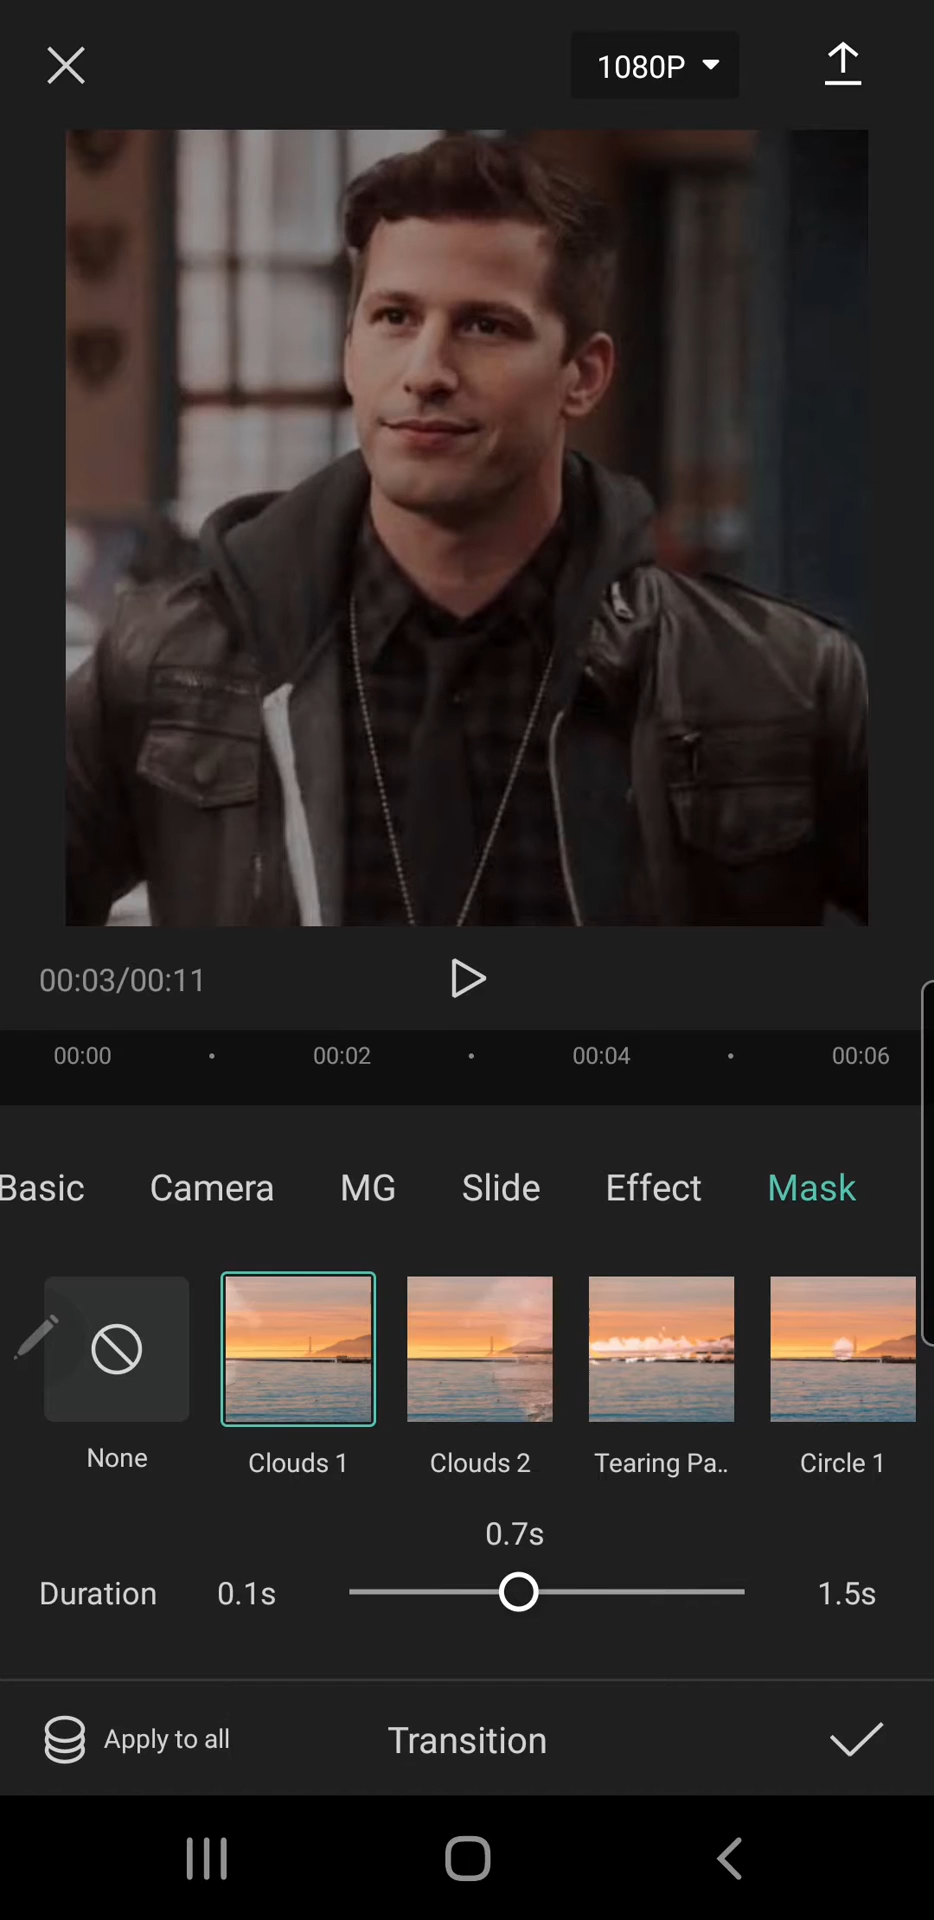 1080P
00:03/00:11
00:00 00:02 00:04 00:06
Basic Camera MG Slide Effect Mask
None Clouds 1 Clouds 2 Tearing Pa.. Circle 1
0.7s
Duration 0.1s 1.5s
Apply to all Transition